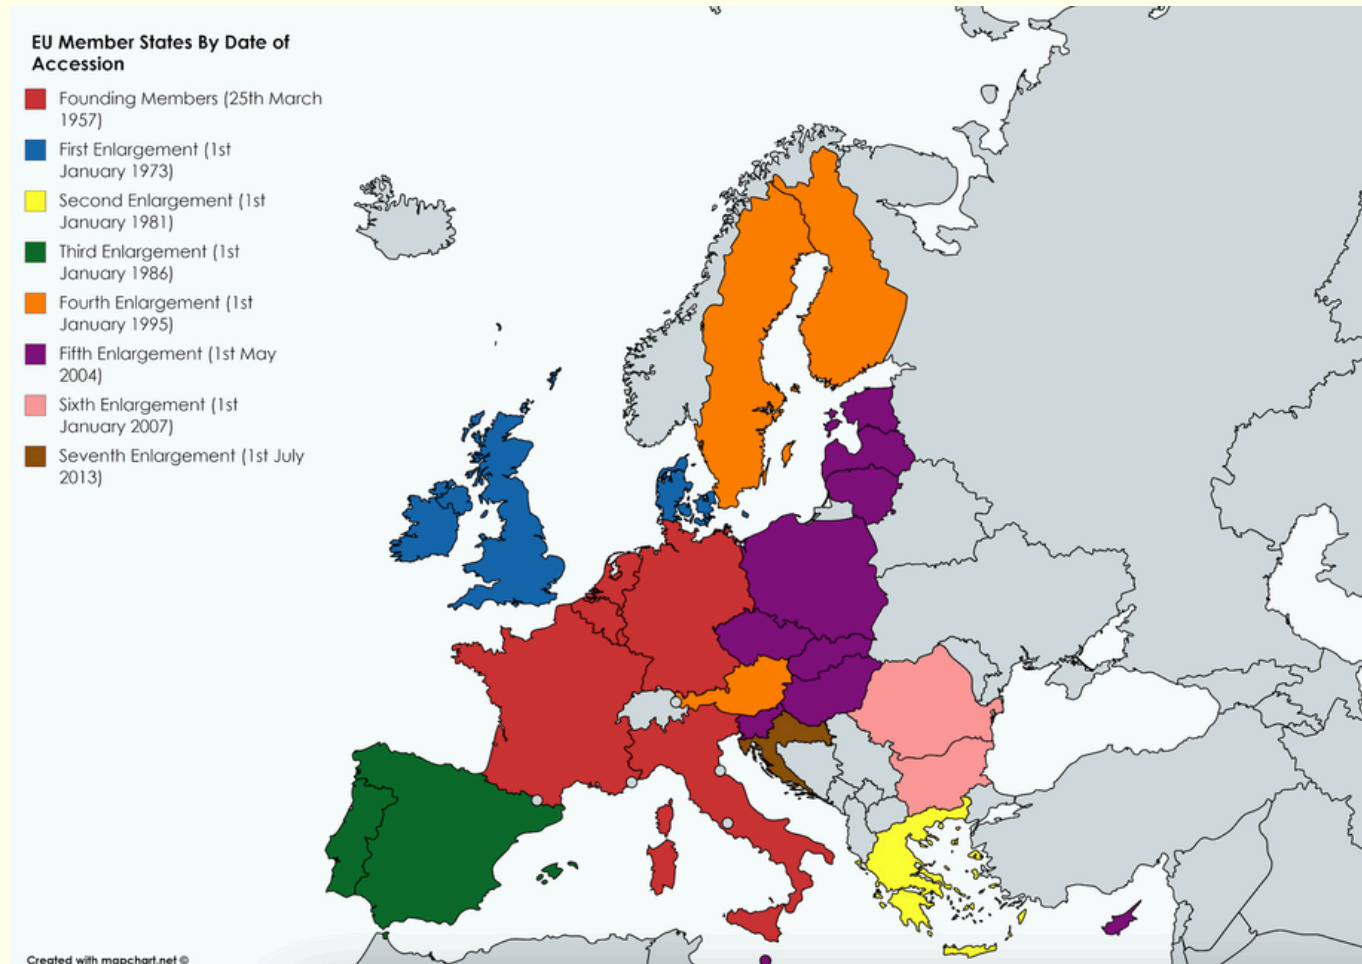 EU Member States By Date of
Accession
Founding Members (25th March
1957)
First Enlargement (1st
January 1973)
Second Enlargement (1st
January 1981)
Third Enlargement (1st
January 1986)
Fourth Enlargement (1st
January 1995)
Fifth Enlargement (1st May
2004)
Sixth Enlargement (1st
January 2007)
Seventh Enlargement (1st July
2013)
Created with mapchart.net ©